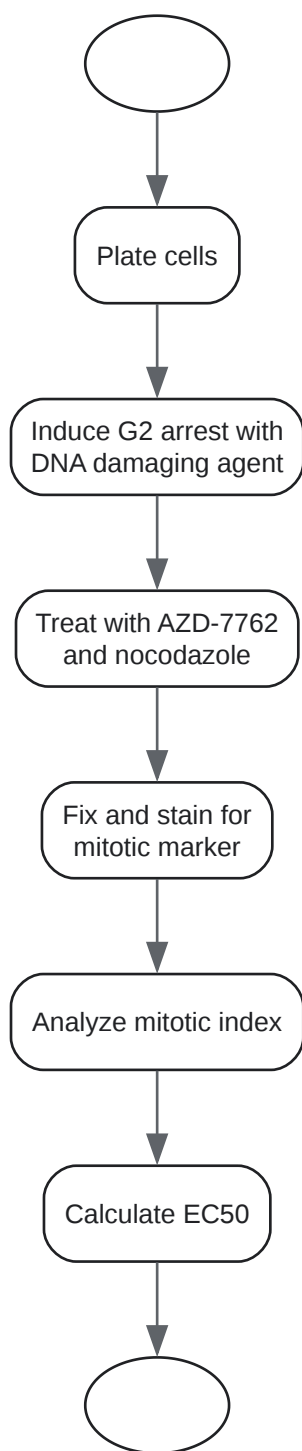 Plate cells
Induce G2 arrest with
DNA damaging agent
Treat with AZD-7762
and nocodazole
Fix and stain for
mitotic marker
Analyze mitotic index
Calculate EC50